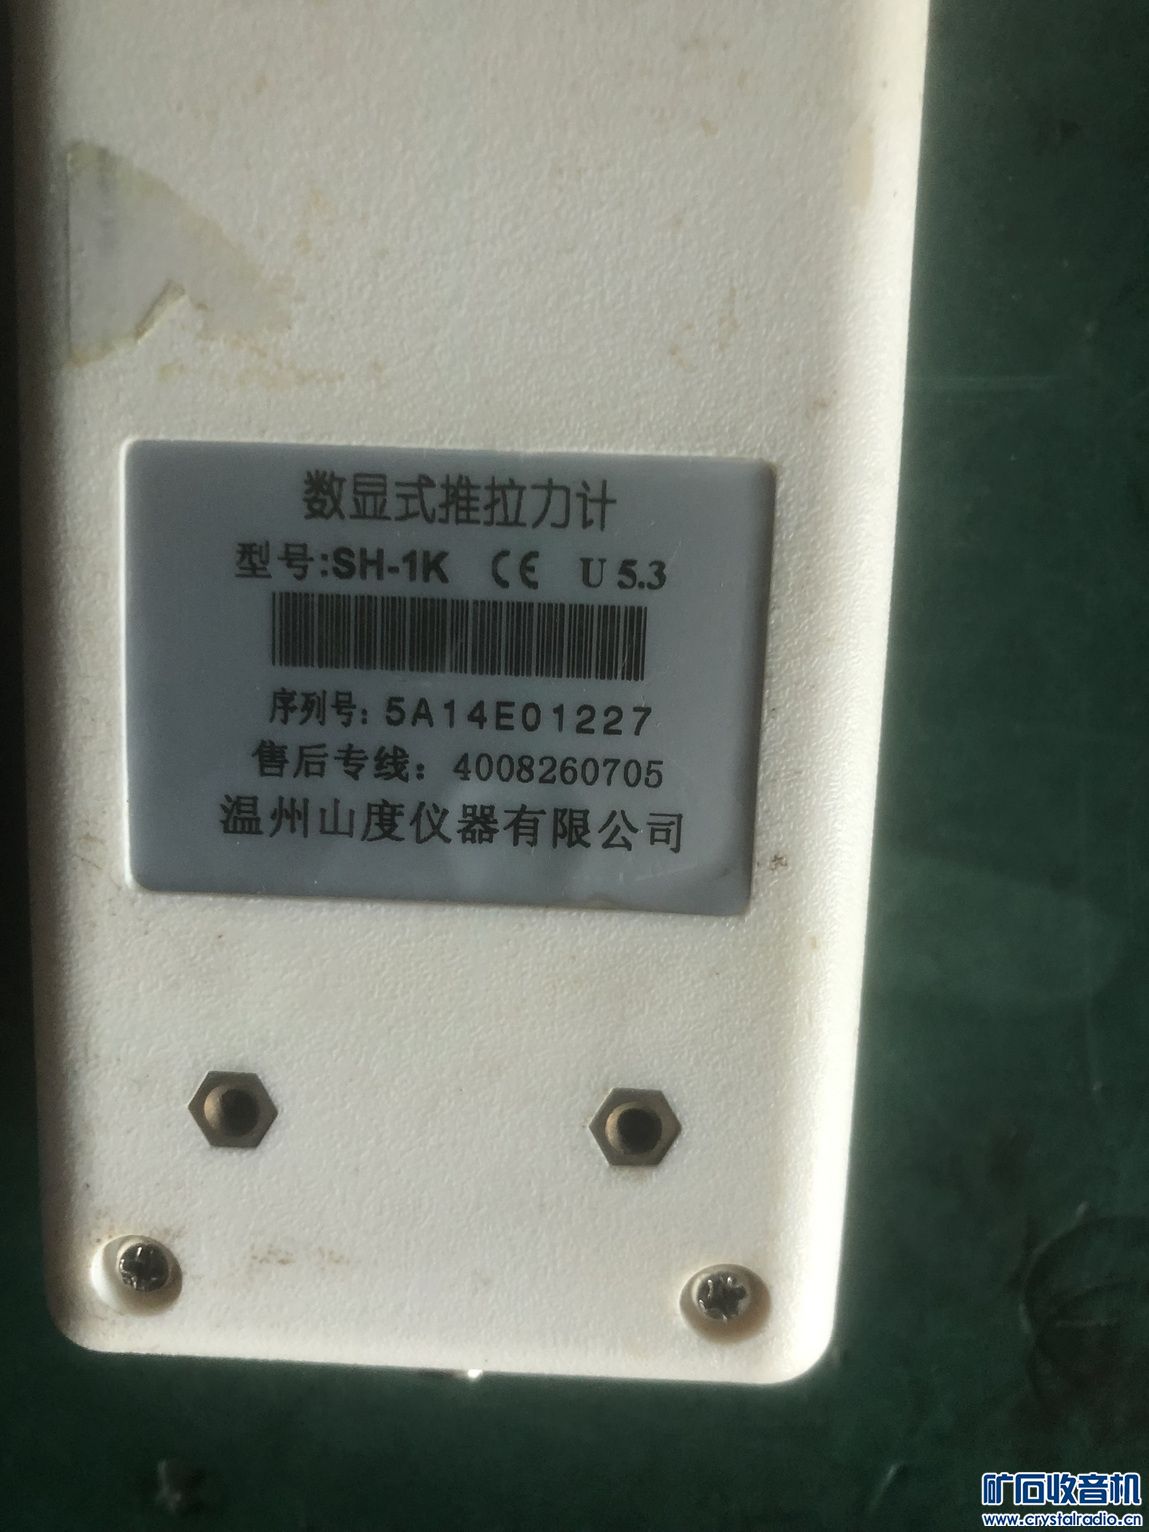 数显式推拉力计
型号:SH-1K CE U 5.3
序列号: 5A14E01227
售后专线: 4008260705
温州山度仪器有限公司
矿石收音机
www.crystalradio.cn